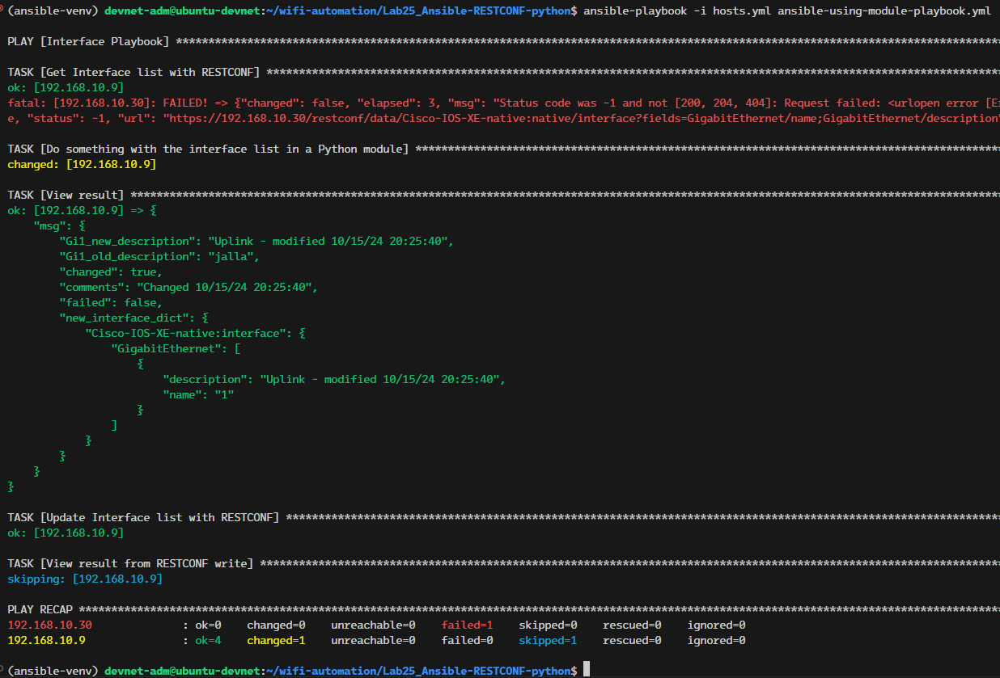 (ansible-venv) devnet-adm@ubuntu-devnet:~/wifi-automation/Lab25_Ansible-RESTCONF-python$ ansible-playbook -i hosts.yml ansible-using-module-playbook.yml
PLAY [Interface Playbook] ********************************************************************************************************************************
TASK [Get Interface list with RESTCONF] ******************************************************************************************************************
ok: [192.168.10.9]
fatal: [192.168.10.30]: FAILED! => {"changed": false, "elapsed": 3, "msg": "Status code was -1 and not [200, 204, 404]: Request failed: <urlopen error [E
e, "status": -1, "url": "https://192.168.10.30/restconf/data/Cisco-IOS-XE-native:native/interface?fields=GigabitEthernet/name;GigabitEthernet/description"
TASK [Do something with the interface list in a Python module] *******************************************************************************************
changed: [192.168.10.9]
TASK [View result] ***************************************************************************************************************************************
ok: [192.168.10.9] => {
    "msg": {
        "Gi1_new_description": "Uplink - modified 10/15/24 20:25:40",
        "Gi1_old_description": "jalla",
        "changed": true,
        "comments": "Changed 10/15/24 20:25:40",
        "failed": false,
        "new_interface_dict": {
            "Cisco-IOS-XE-native:interface": {
                "GigabitEthernet": [
                    {
                        "description": "Uplink - modified 10/15/24 20:25:40",
                        "name": "1"
                    }
                ]
            }
        }
    }
}
TASK [Update Interface list with RESTCONF] ***************************************************************************************************************
ok: [192.168.10.9]
TASK [View result from RESTCONF write] *******************************************************************************************************************
skipping: [192.168.10.9]
PLAY RECAP ***********************************************************************************************************************************************
192.168.10.30              : ok=0    changed=0    unreachable=0    failed=1    skipped=0    rescued=0    ignored=0
192.168.10.9               : ok=4    changed=1    unreachable=0    failed=0    skipped=1    rescued=0    ignored=0
(ansible-venv) devnet-adm@ubuntu-devnet:~/wifi-automation/Lab25_Ansible-RESTCONF-python$